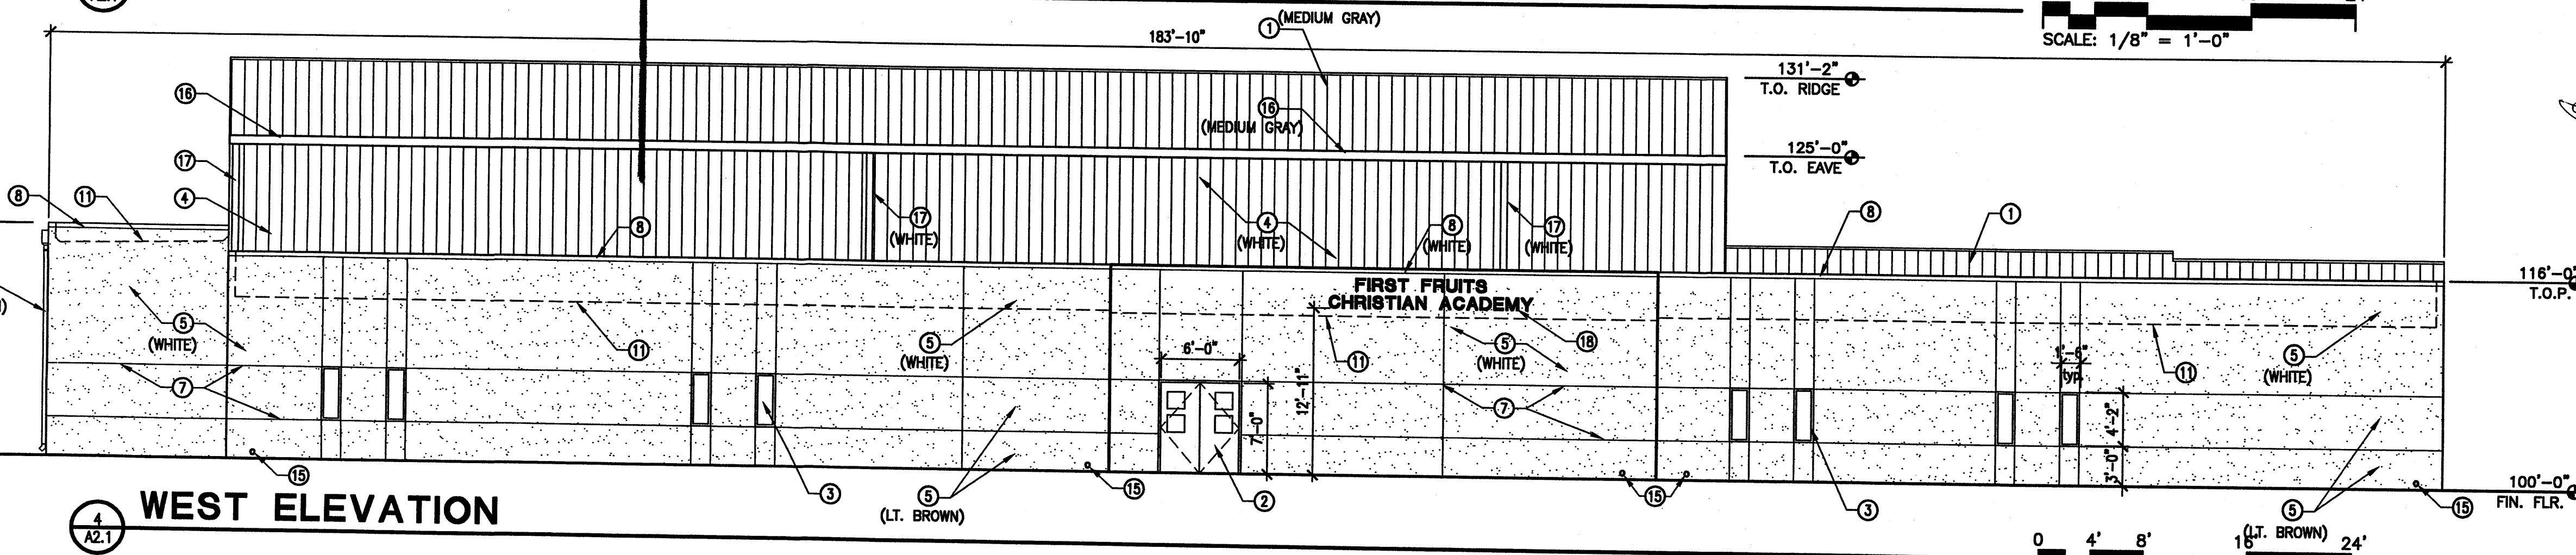 (MEDIUM GRAY)
1
183'-10"
SCALE: 1/8" = 1'-0"
131'-2"
T.O. RIDGE
16
16
(MEDIUM GRAY)
125'-0"
T.O. EAVE
17
8
11
4
17
(WHITE)
8
4
(WHITE)
8
(WHITE)
17
(WHITE)
8
1
116'-0"
T.O.P.
FIRST FRUITS
CHRISTIAN ACADEMY
5
(WHITE)
11
5
(WHITE)
6'-0"
11
5
(WHITE)
18
1'-6"
typ.
11
5
(WHITE)
7
12'-11"
7'-0"
7
4'-2"
3'-0"
15
3
5
(LT. BROWN)
15
2
15
3
5
(LT. BROWN)
15
100'-0"
FIN. FLR.
4
A2.1
WEST ELEVATION
0 4' 8' 16' 24'